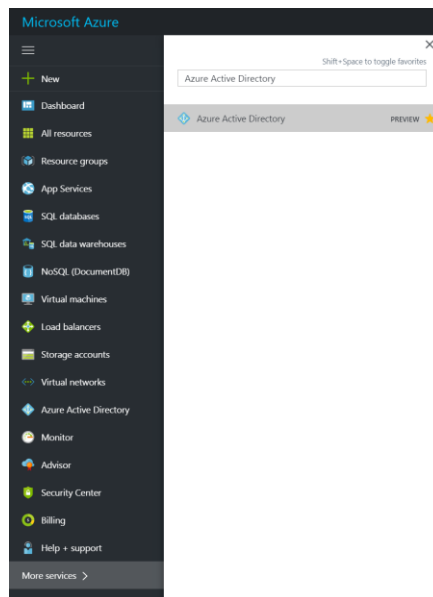 Microsoft Azure
Shift+Space to toggle favorites
New
Azure Active Directory
Dashboard
Azure Active Directory PREVIEW
All resources
Resource groups
App Services
SQL databases
SQL data warehouses
NoSQL (DocumentDB)
Virtual machines
Load balancers
Storage accounts
Virtual networks
Azure Active Directory
Monitor
Advisor
Security Center
Billing
Help + support
More services >